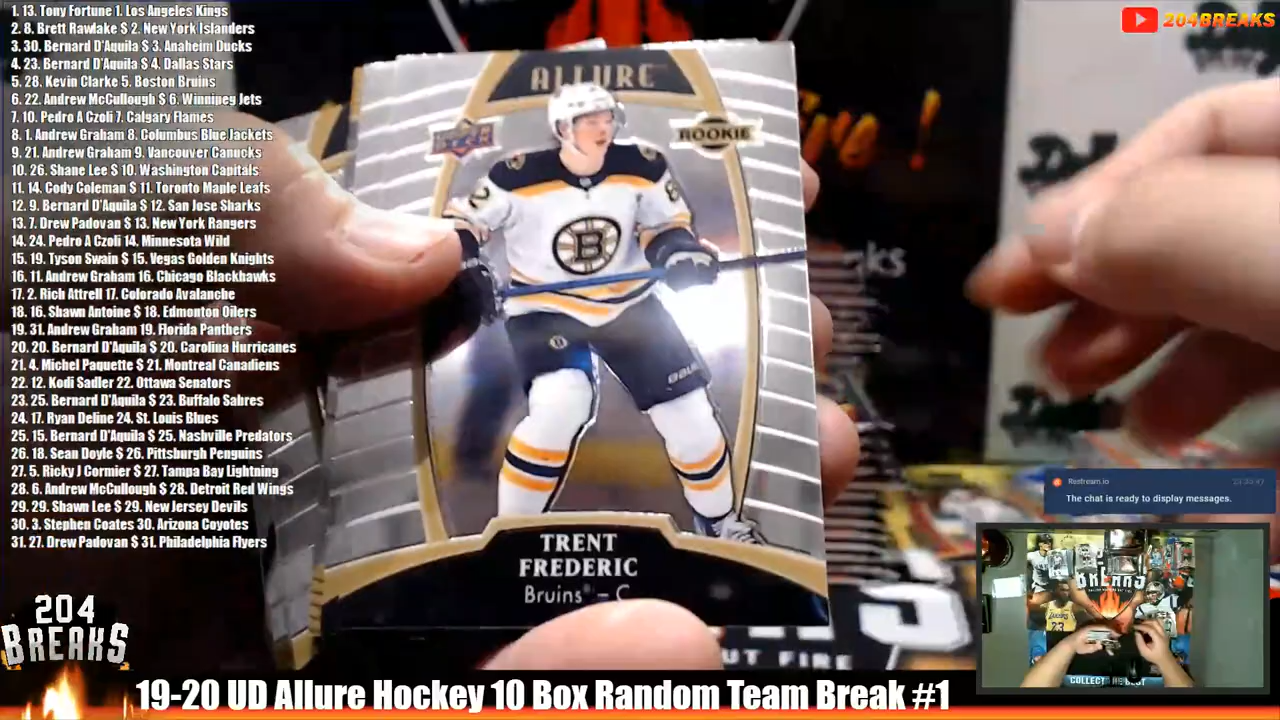 1. 13. Tony Fortune 1. Los Angeles Kings
2. 8. Brett Rawlake $ 2. New York Islanders
3. 30. Bernard D'Aquila $ 3. Anaheim Ducks
4. 23. Bernard D'Aquila $ 4. Dallas Stars
5. 28. Kevin Clarke 5. Boston Bruins
6. 22. Andrew McCullough $ 6. Winnipeg Jets
7. 10. Pedro A Czoli 7. Calgary Flames
8. 1. Andrew Graham 8. Columbus Blue Jackets
9. 21. Andrew Graham 9. Vancouver Canucks
10. 26. Shane Lee $ 10. Washington Capitals
11. 14. Cody Coleman $ 11. Toronto Maple Leafs
12. 9. Bernard D'Aquila $ 12. San Jose Sharks
13. 7. Drew Padovan $ 13. New York Rangers
14. 24. Pedro A Czoli 14. Minnesota Wild
15. 19. Tyson Swain $ 15. Vegas Golden Knights
16. 11. Andrew Graham 16. Chicago Blackhawks
17. 2. Rich Attrell 17. Colorado Avalanche
18. 16. Shawn Antoine $ 18. Edmonton Oilers
19. 31. Andrew Graham 19. Florida Panthers
20. 20. Bernard D'Aquila $ 20. Carolina Hurricanes
21. 4. Michel Paquette $ 21. Montreal Canadiens
22. 12. Kodi Sadler 22. Ottawa Senators
23. 25. Bernard D'Aquila $ 23. Buffalo Sabres
24. 17. Ryan Deline 24. St. Louis Blues
25. 15. Bernard D'Aquila $ 25. Nashville Predators
26. 18. Sean Doyle $ 26. Pittsburgh Penguins
27. 5. Ricky J Cormier $ 27. Tampa Bay Lightning
28. 6. Andrew McCullough $ 28. Detroit Red Wings
29. 29. Shawn Lee $ 29. New Jersey Devils
30. 3. Stephen Coates 30. Arizona Coyotes
31. 27. Drew Padovan $ 31. Philadelphia Flyers
204BREAKS
ALLURE
UPPER DECK
ROOKIE
B
BAUER
TRENT
FREDERIC
Bruins - C
UT FIRE
Restream.io
The chat is ready to display messages.
BREAKS
23
COLLECT THE BEST
204
BREAKS
19-20 UD Allure Hockey 10 Box Random Team Break #1